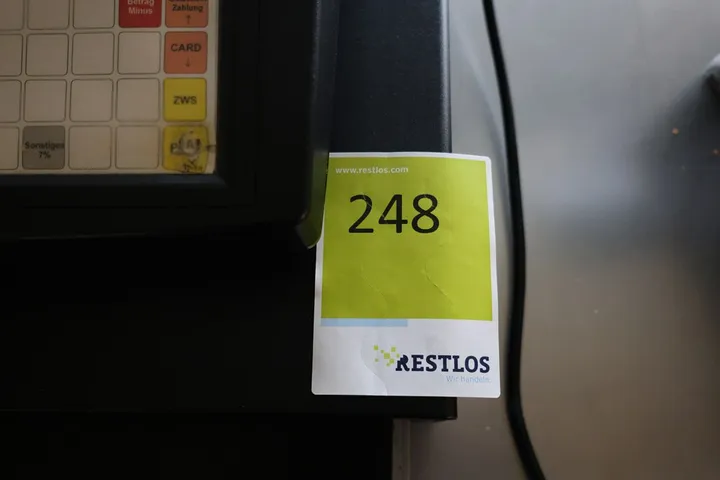 Betrag
Minus
Zahlung
CARD
ZWS
Sonstiges
7%
www.restlos.com
248
RESTLOS
Wir handeln.